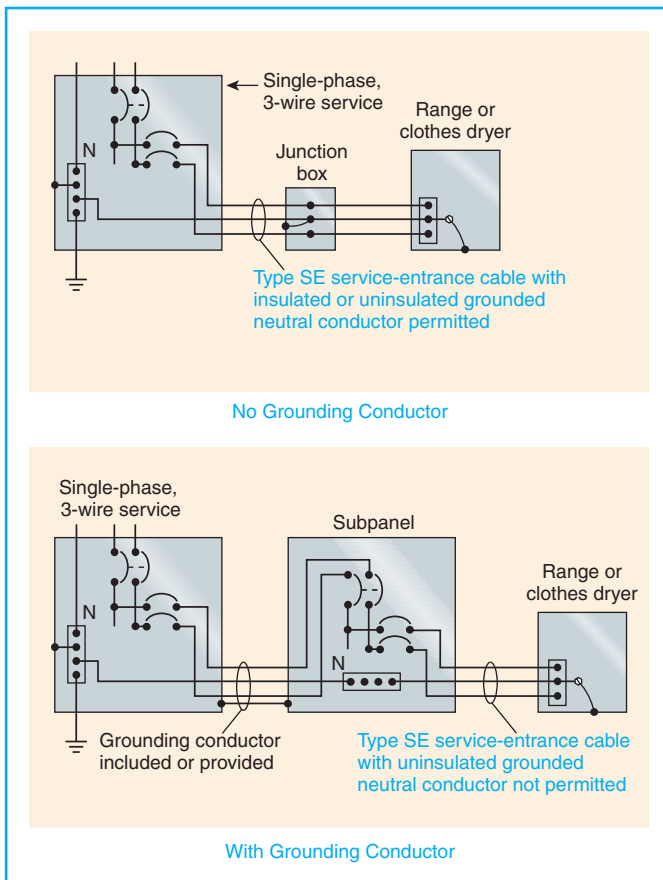 Single-phase,
3-wire service
Range or
clothes dryer
N
Junction
box
Type SE service-entrance cable with
insulated or uninsulated grounded
neutral conductor permitted
No Grounding Conductor
Single-phase,
3-wire service
Subpanel
Range or
clothes dryer
N
N
Grounding conductor
included or provided
Type SE service-entrance cable
with uninsulated grounded
neutral conductor not permitted
With Grounding Conductor